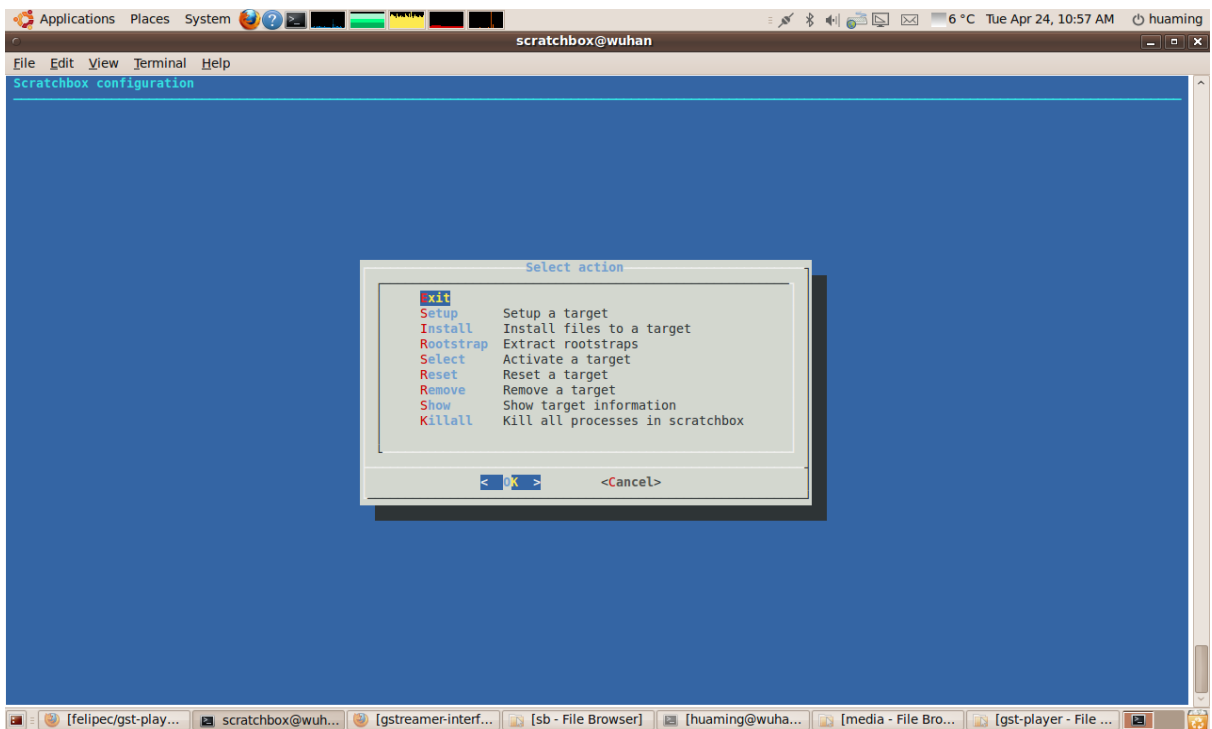 Applications Places System 6 °C Tue Apr 24, 10:57 AM huaming
scratchbox@wuhan
File Edit View Terminal Help
Scratchbox configuration
Select action
Exit
Setup Setup a target
Install Install files to a target
Rootstrap Extract rootstraps
Select Activate a target
Reset Reset a target
Remove Remove a target
Show Show target information
Killall Kill all processes in scratchbox
< OK > <Cancel>
[felipec/gst-play... scratchbox@wuh... [gstreamer-interf... [sb - File Browser] [huaming@wuha... [media - File Bro... [gst-player - File ...